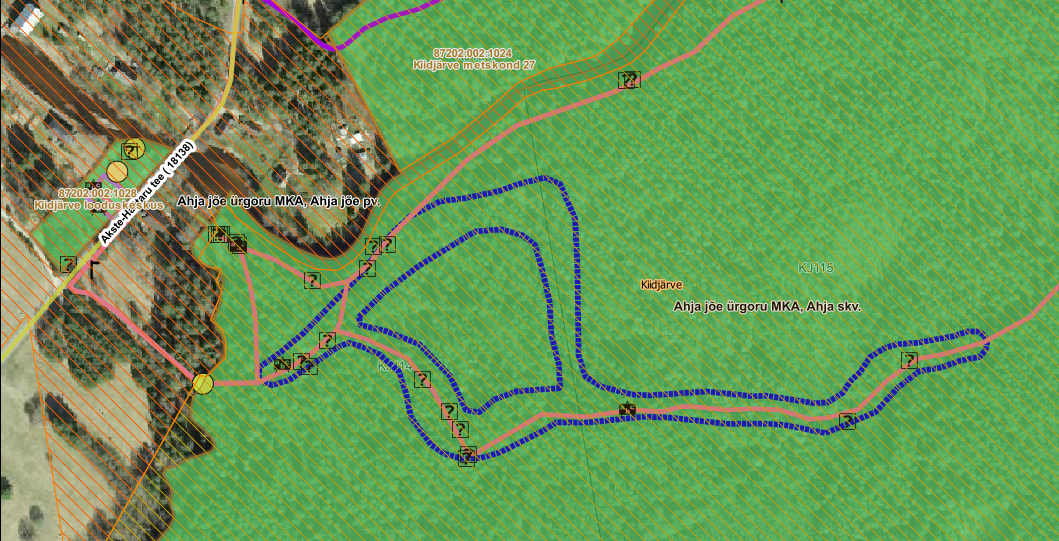 87202:002:1024
Kiidjärve metskond 27
Akste-Holtaru tee (18138)
87202:002:1028
Kiidjärve looduskeskus
Ahja jõe ürgoru MKA, Ahja jõe pv.
KJ115
Kiidjärve
Ahja jõe ürgoru MKA, Ahja skv.